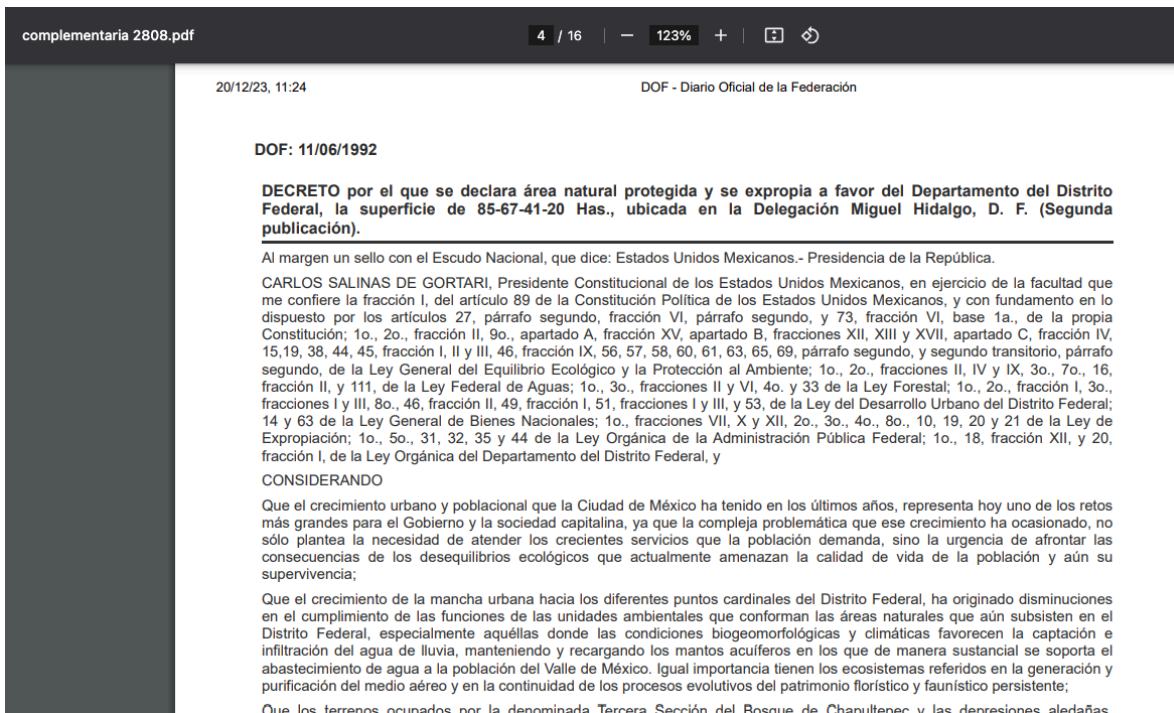 complementaria 2808.pdf
4 / 16 | — 123% + |
20/12/23, 11:24 DOF - Diario Oficial de la Federación
DOF: 11/06/1992
DECRETO por el que se declara área natural protegida y se expropia a favor del Departamento del Distrito
Federal, la superficie de 85-67-41-20 Has., ubicada en la Delegación Miguel Hidalgo, D. F. (Segunda
publicación).
Al margen un sello con el Escudo Nacional, que dice: Estados Unidos Mexicanos.- Presidencia de la República.
CARLOS SALINAS DE GORTARI, Presidente Constitucional de los Estados Unidos Mexicanos, en ejercicio de la facultad que
me confiere la fracción I, del artículo 89 de la Constitución Política de los Estados Unidos Mexicanos, y con fundamento en lo
dispuesto por los artículos 27, párrafo segundo, fracción VI, párrafo segundo, y 73, fracción VI, base 1a., de la propia
Constitución; 1o., 2o., fracción II, 9o., apartado A, fracción XV, apartado B, fracciones XII, XIII y XVII, apartado C, fracción IV,
15,19, 38, 44, 45, fracción I, II y III, 46, fracción IX, 56, 57, 58, 60, 61, 63, 65, 69, párrafo segundo, y segundo transitorio, párrafo
segundo, de la Ley General del Equilibrio Ecológico y la Protección al Ambiente; 1o., 2o., fracciones II, IV y IX, 3o., 7o., 16,
fracción II, y 111, de la Ley Federal de Aguas; 1o., 3o., fracciones II y VI, 4o. y 33 de la Ley Forestal; 1o., 2o., fracción I, 3o.,
fracciones I y III, 8o., 46, fracción II, 49, fracción I, 51, fracciones I y III, y 53, de la Ley del Desarrollo Urbano del Distrito Federal;
14 y 63 de la Ley General de Bienes Nacionales; 1o., fracciones VII, X y XII, 2o., 3o., 4o., 8o., 10, 19, 20 y 21 de la Ley de
Expropiación; 1o., 5o., 31, 32, 35 y 44 de la Ley Orgánica de la Administración Pública Federal; 1o., 18, fracción XII, y 20,
fracción I, de la Ley Orgánica del Departamento del Distrito Federal, y
CONSIDERANDO
Que el crecimiento urbano y poblacional que la Ciudad de México ha tenido en los últimos años, representa hoy uno de los retos
más grandes para el Gobierno y la sociedad capitalina, ya que la compleja problemática que ese crecimiento ha ocasionado, no
sólo plantea la necesidad de atender los crecientes servicios que la población demanda, sino la urgencia de afrontar las
consecuencias de los desequilibrios ecológicos que actualmente amenazan la calidad de vida de la población y aún su
supervivencia;
Que el crecimiento de la mancha urbana hacia los diferentes puntos cardinales del Distrito Federal, ha originado disminuciones
en el cumplimiento de las funciones de las unidades ambientales que conforman las áreas naturales que aún subsisten en el
Distrito Federal, especialmente aquéllas donde las condiciones biogeomorfológicas y climáticas favorecen la captación e
infiltración del agua de lluvia, manteniendo y recargando los mantos acuíferos en los que de manera sustancial se soporta el
abastecimiento de agua a la población del Valle de México. Igual importancia tienen los ecosistemas referidos en la generación y
purificación del medio aéreo y en la continuidad de los procesos evolutivos del patrimonio florístico y faunístico persistente;
Que los terrenos ocupados por la denominada Tercera Sección del Bosque de Chapultepec y las depresiones aledañas,